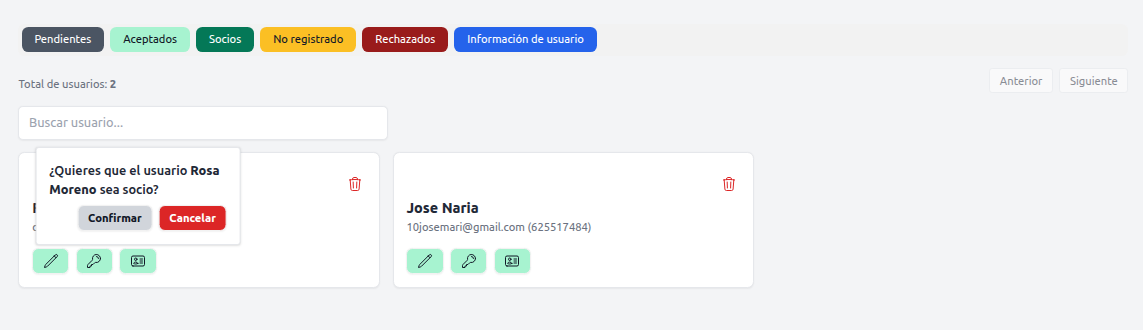 Pendientes Aceptados Socios No registrado Rechazados Información de usuario
Total de usuarios: 2
Anterior Siguiente
Buscar usuario...
¿Quieres que el usuario Rosa
Moreno sea socio?
Confirmar Cancelar
Jose Naria
10josemari@gmail.com (625517484)